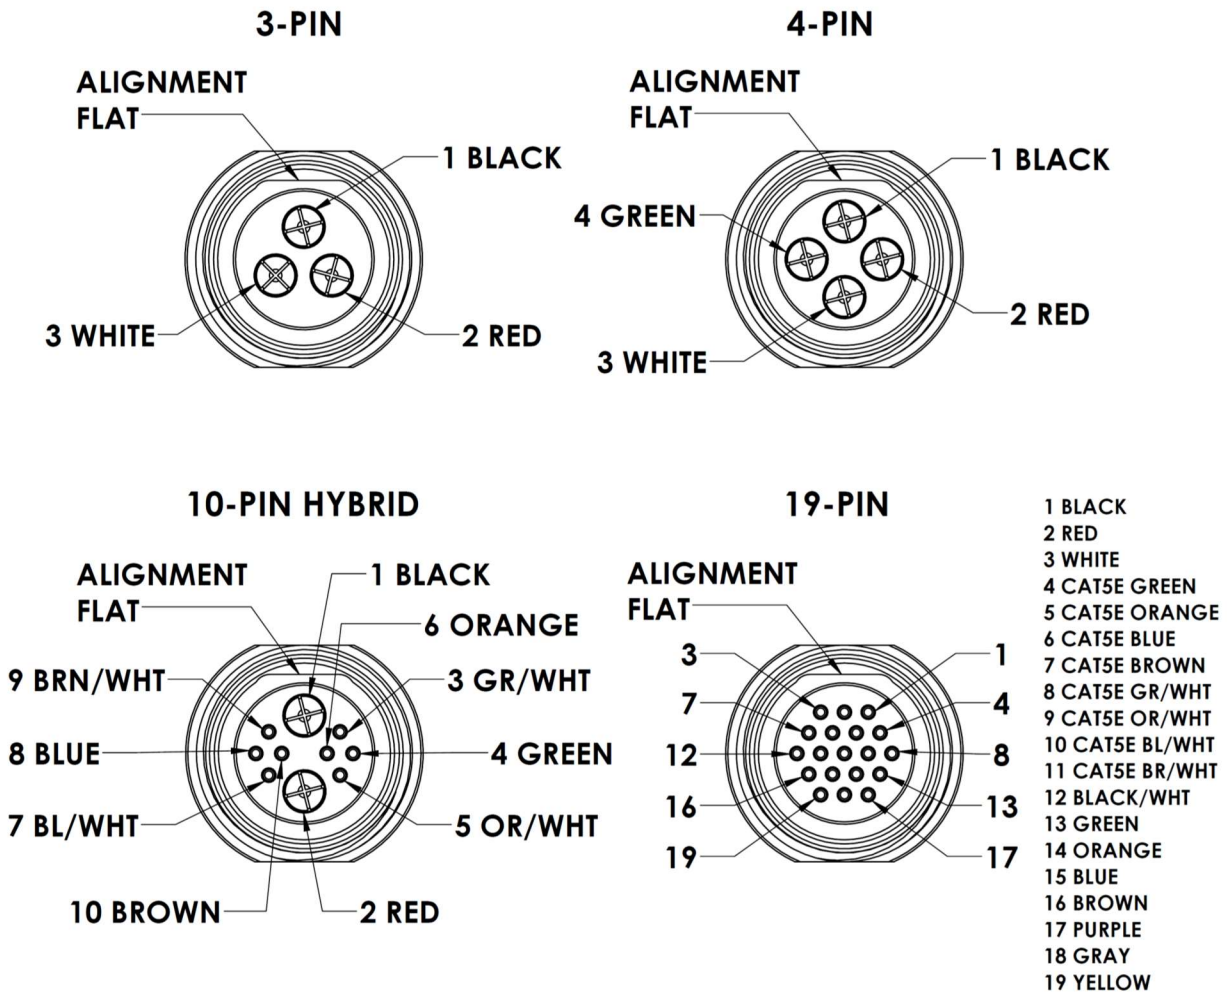 3-PIN
ALIGNMENT
FLAT
1 BLACK
3 WHITE
2 RED
4-PIN
ALIGNMENT
FLAT
1 BLACK
4 GREEN
2 RED
3 WHITE
10-PIN HYBRID
ALIGNMENT
FLAT
1 BLACK
6 ORANGE
9 BRN/WHT
3 GR/WHT
8 BLUE
4 GREEN
7 BL/WHT
5 OR/WHT
10 BROWN
2 RED
19-PIN
ALIGNMENT
FLAT
3
1
7
4
12
8
16
13
19
17
1 BLACK
2 RED
3 WHITE
4 CAT5E GREEN
5 CAT5E ORANGE
6 CAT5E BLUE
7 CAT5E BROWN
8 CAT5E GR/WHT
9 CAT5E OR/WHT
10 CAT5E BL/WHT
11 CAT5E BR/WHT
12 BLACK/WHT
13 GREEN
14 ORANGE
15 BLUE
16 BROWN
17 PURPLE
18 GRAY
19 YELLOW